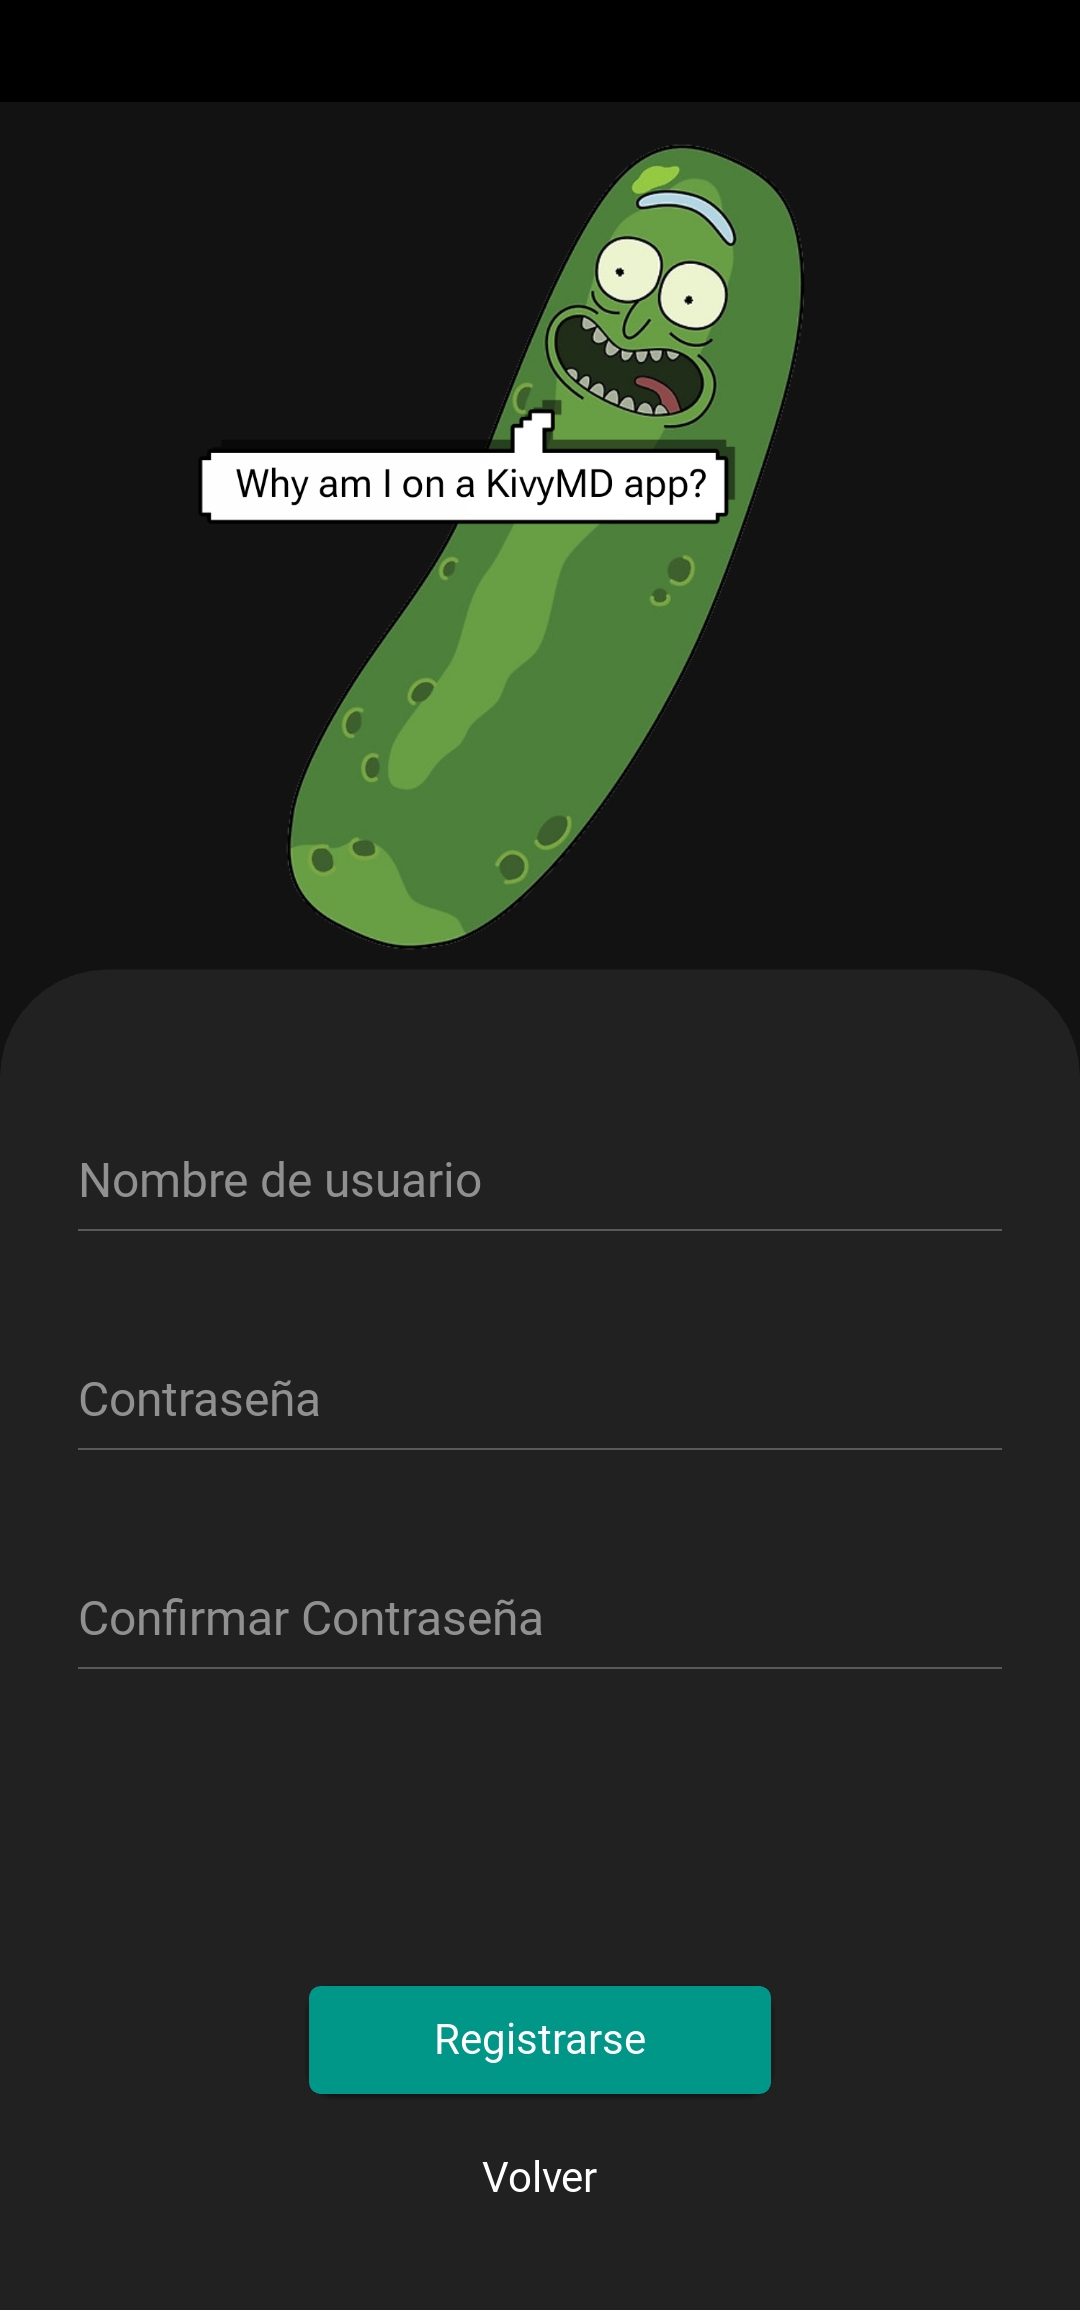 Why am I on a KivyMD app?
Nombre de usuario
Contraseña
Confirmar Contraseña
Registrarse
Volver